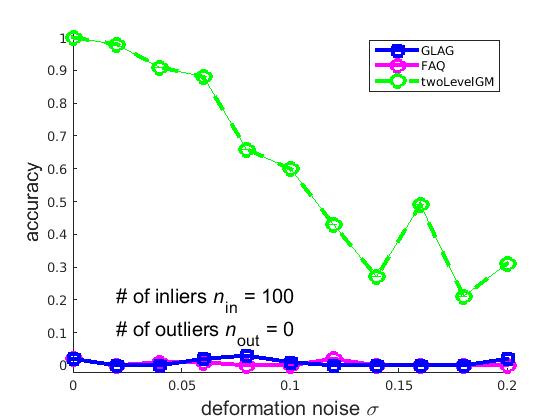 1
0.9
0.8
0.7
0.6
0.5
0.4
0.3
0.2
0.1
0
accuracy
GLAG
FAQ
twoLevelGM
# of inliers n_in = 100
# of outliers n_out = 0
0 0.05 0.1 0.15 0.2
deformation noise σ